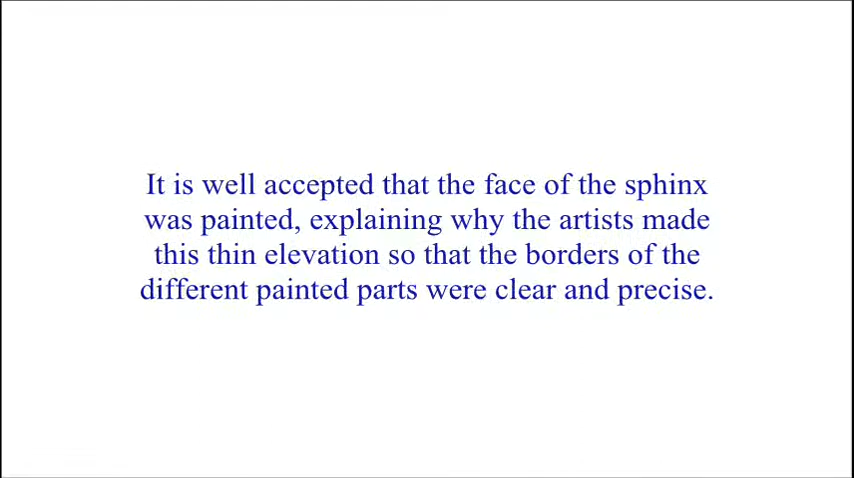 It is well accepted that the face of the sphinx
was painted, explaining why the artists made
this thin elevation so that the borders of the
different painted parts were clear and precise.